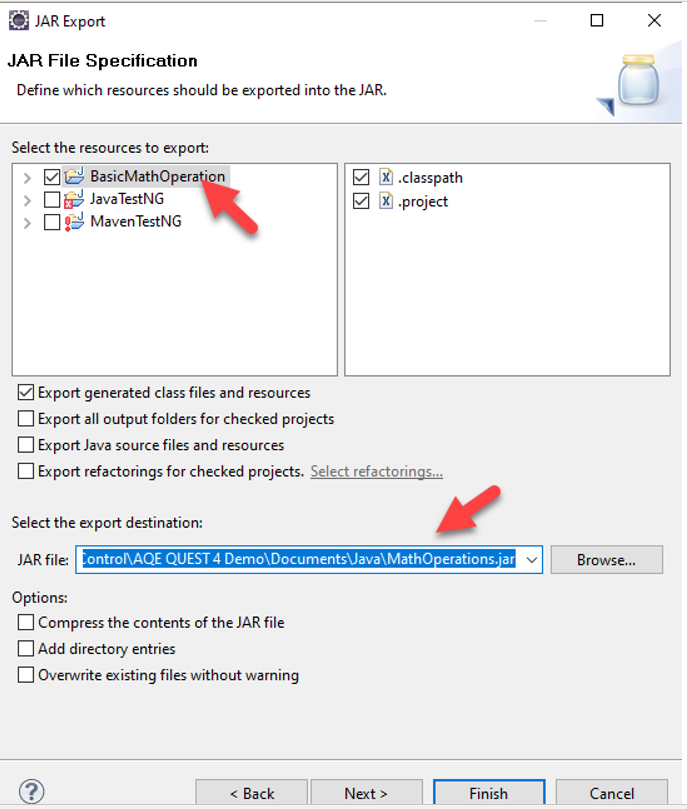 JAR Export
JAR File Specification
Define which resources should be exported into the JAR.
Select the resources to export:
BasicMathOperation
JavaTestNG
MavenTestNG
.classpath
.project
Export generated class files and resources
Export all output folders for checked projects
Export Java source files and resources
Export refactorings for checked projects. Select refactorings...
Select the export destination:
JAR file: Control\AQE QUEST 4 Demo\Documents\Java\MathOperations.jar Browse...
Options:
Compress the contents of the JAR file
Add directory entries
Overwrite existing files without warning
? < Back Next > Finish Cancel